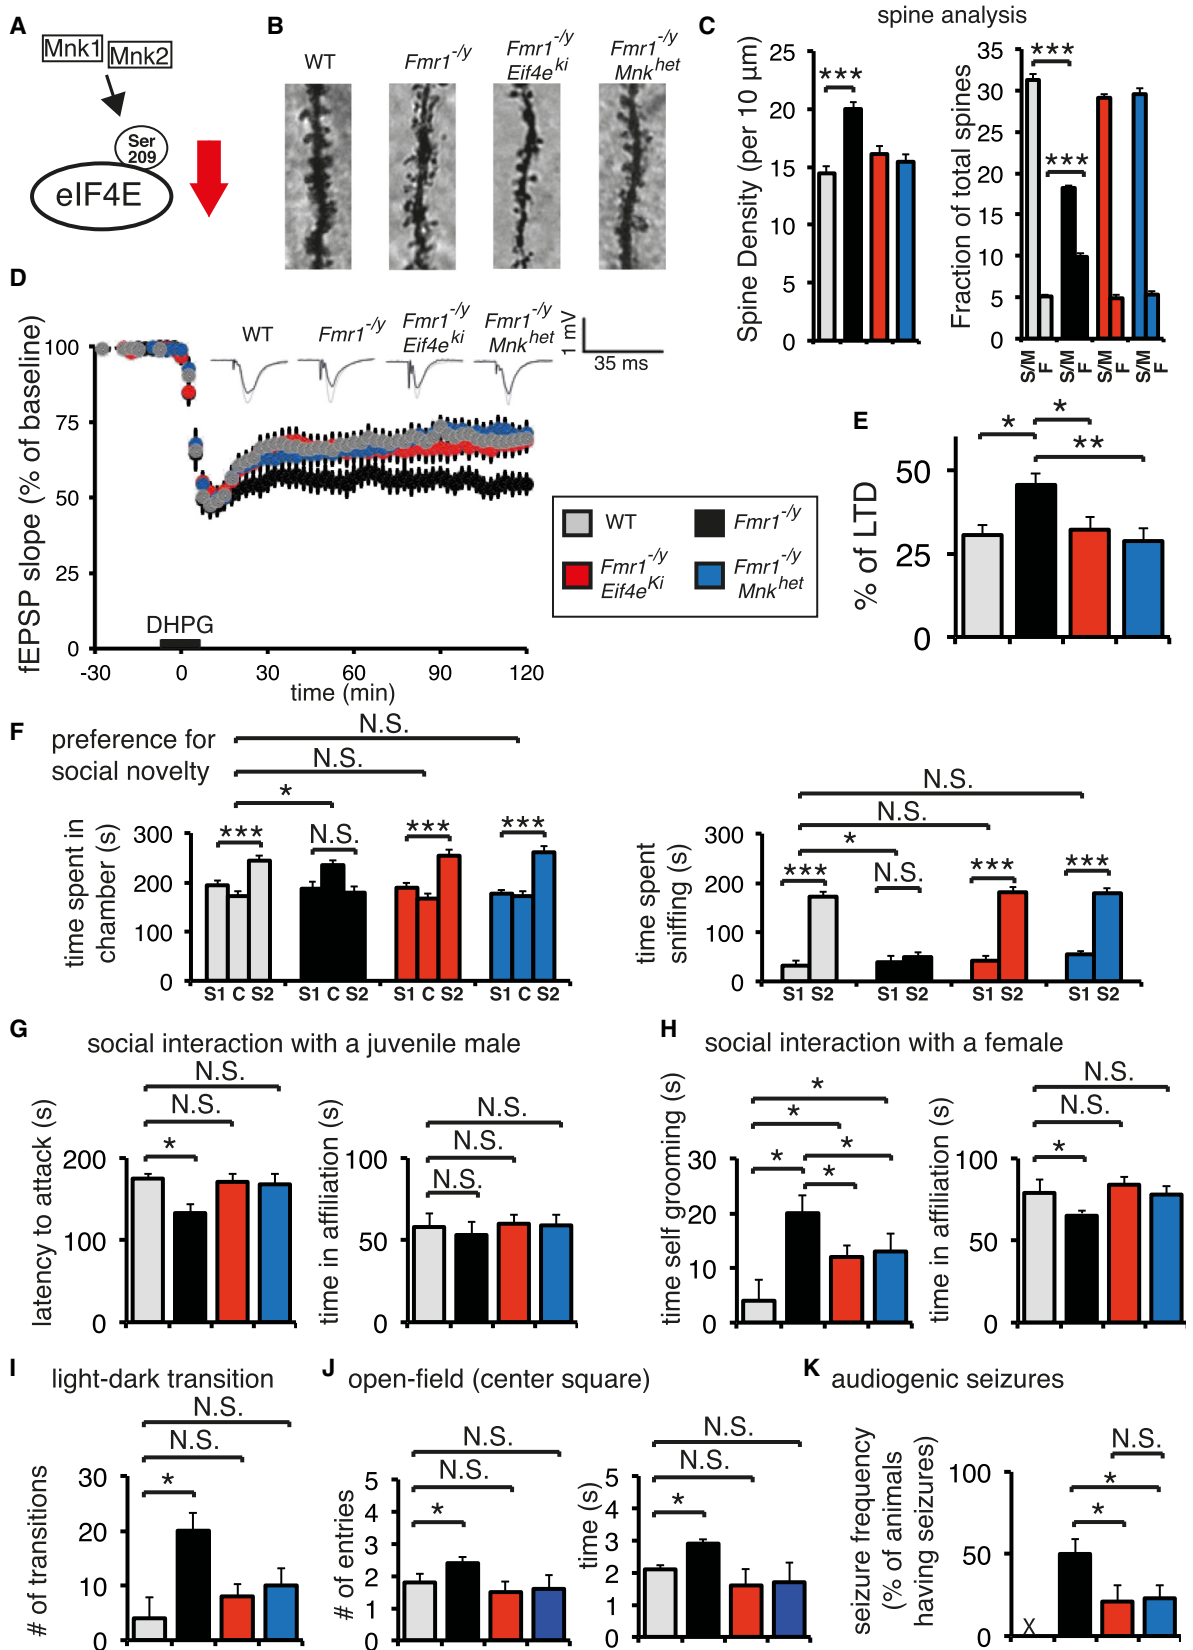 A
Mnk1
Mnk2
Ser
209
eIF4E
B
WT
Fmr1-/y
Fmr1-/y
Eif4eki
Fmr1-/y
Mnkhet
C
spine analysis
Spine Density (per 10 µm)
25
20
15
10
5
0
***
Fraction of total spines
35
30
25
20
15
10
5
0
***
***
S/M
F
S/M
F
S/M
F
S/M
F
D
fEPSP slope (% of baseline)
100
75
50
25
0
WT
Fmr1-/y
Fmr1-/y
Eif4eki
Fmr1-/y
Mnkhet
1 mV
35 ms
DHPG
-30 0 30 60 90 120
time (min)
WT
Fmr1-/y
Fmr1-/y
Eif4eKi
Fmr1-/y
Mnkhet
E
% of LTD
50
25
0
*
*
**
F
preference for
social novelty
N.S.
N.S.
*
*** N.S. *** ***
time spent in
chamber (s)
300
200
100
0
S1 C S2 S1 C S2 S1 C S2 S1 C S2
N.S.
N.S.
*
*** N.S. *** ***
time spent
sniffing (s)
300
200
100
0
S1 S2 S1 S2 S1 S2 S1 S2
G
social interaction with a juvenile male
N.S.
N.S.
*
latency to attack (s)
200
100
0
N.S.
N.S.
N.S.
time in affiliation (s)
100
50
0
H
social interaction with a female
*
*
*
*
*
*
time self grooming (s)
30
20
10
0
N.S.
N.S.
*
time in affiliation (s)
100
50
0
I
light-dark transition
N.S.
N.S.
*
# of transitions
30
20
10
0
J
open-field (center square)
N.S.
N.S.
*
# of entries
5
4
3
2
1
0
N.S.
N.S.
*
time (s)
5
4
3
2
1
0
K
audiogenic seizures
N.S.
*
*
seizure frequency
(% of animals
having seizures)
100
50
0
X